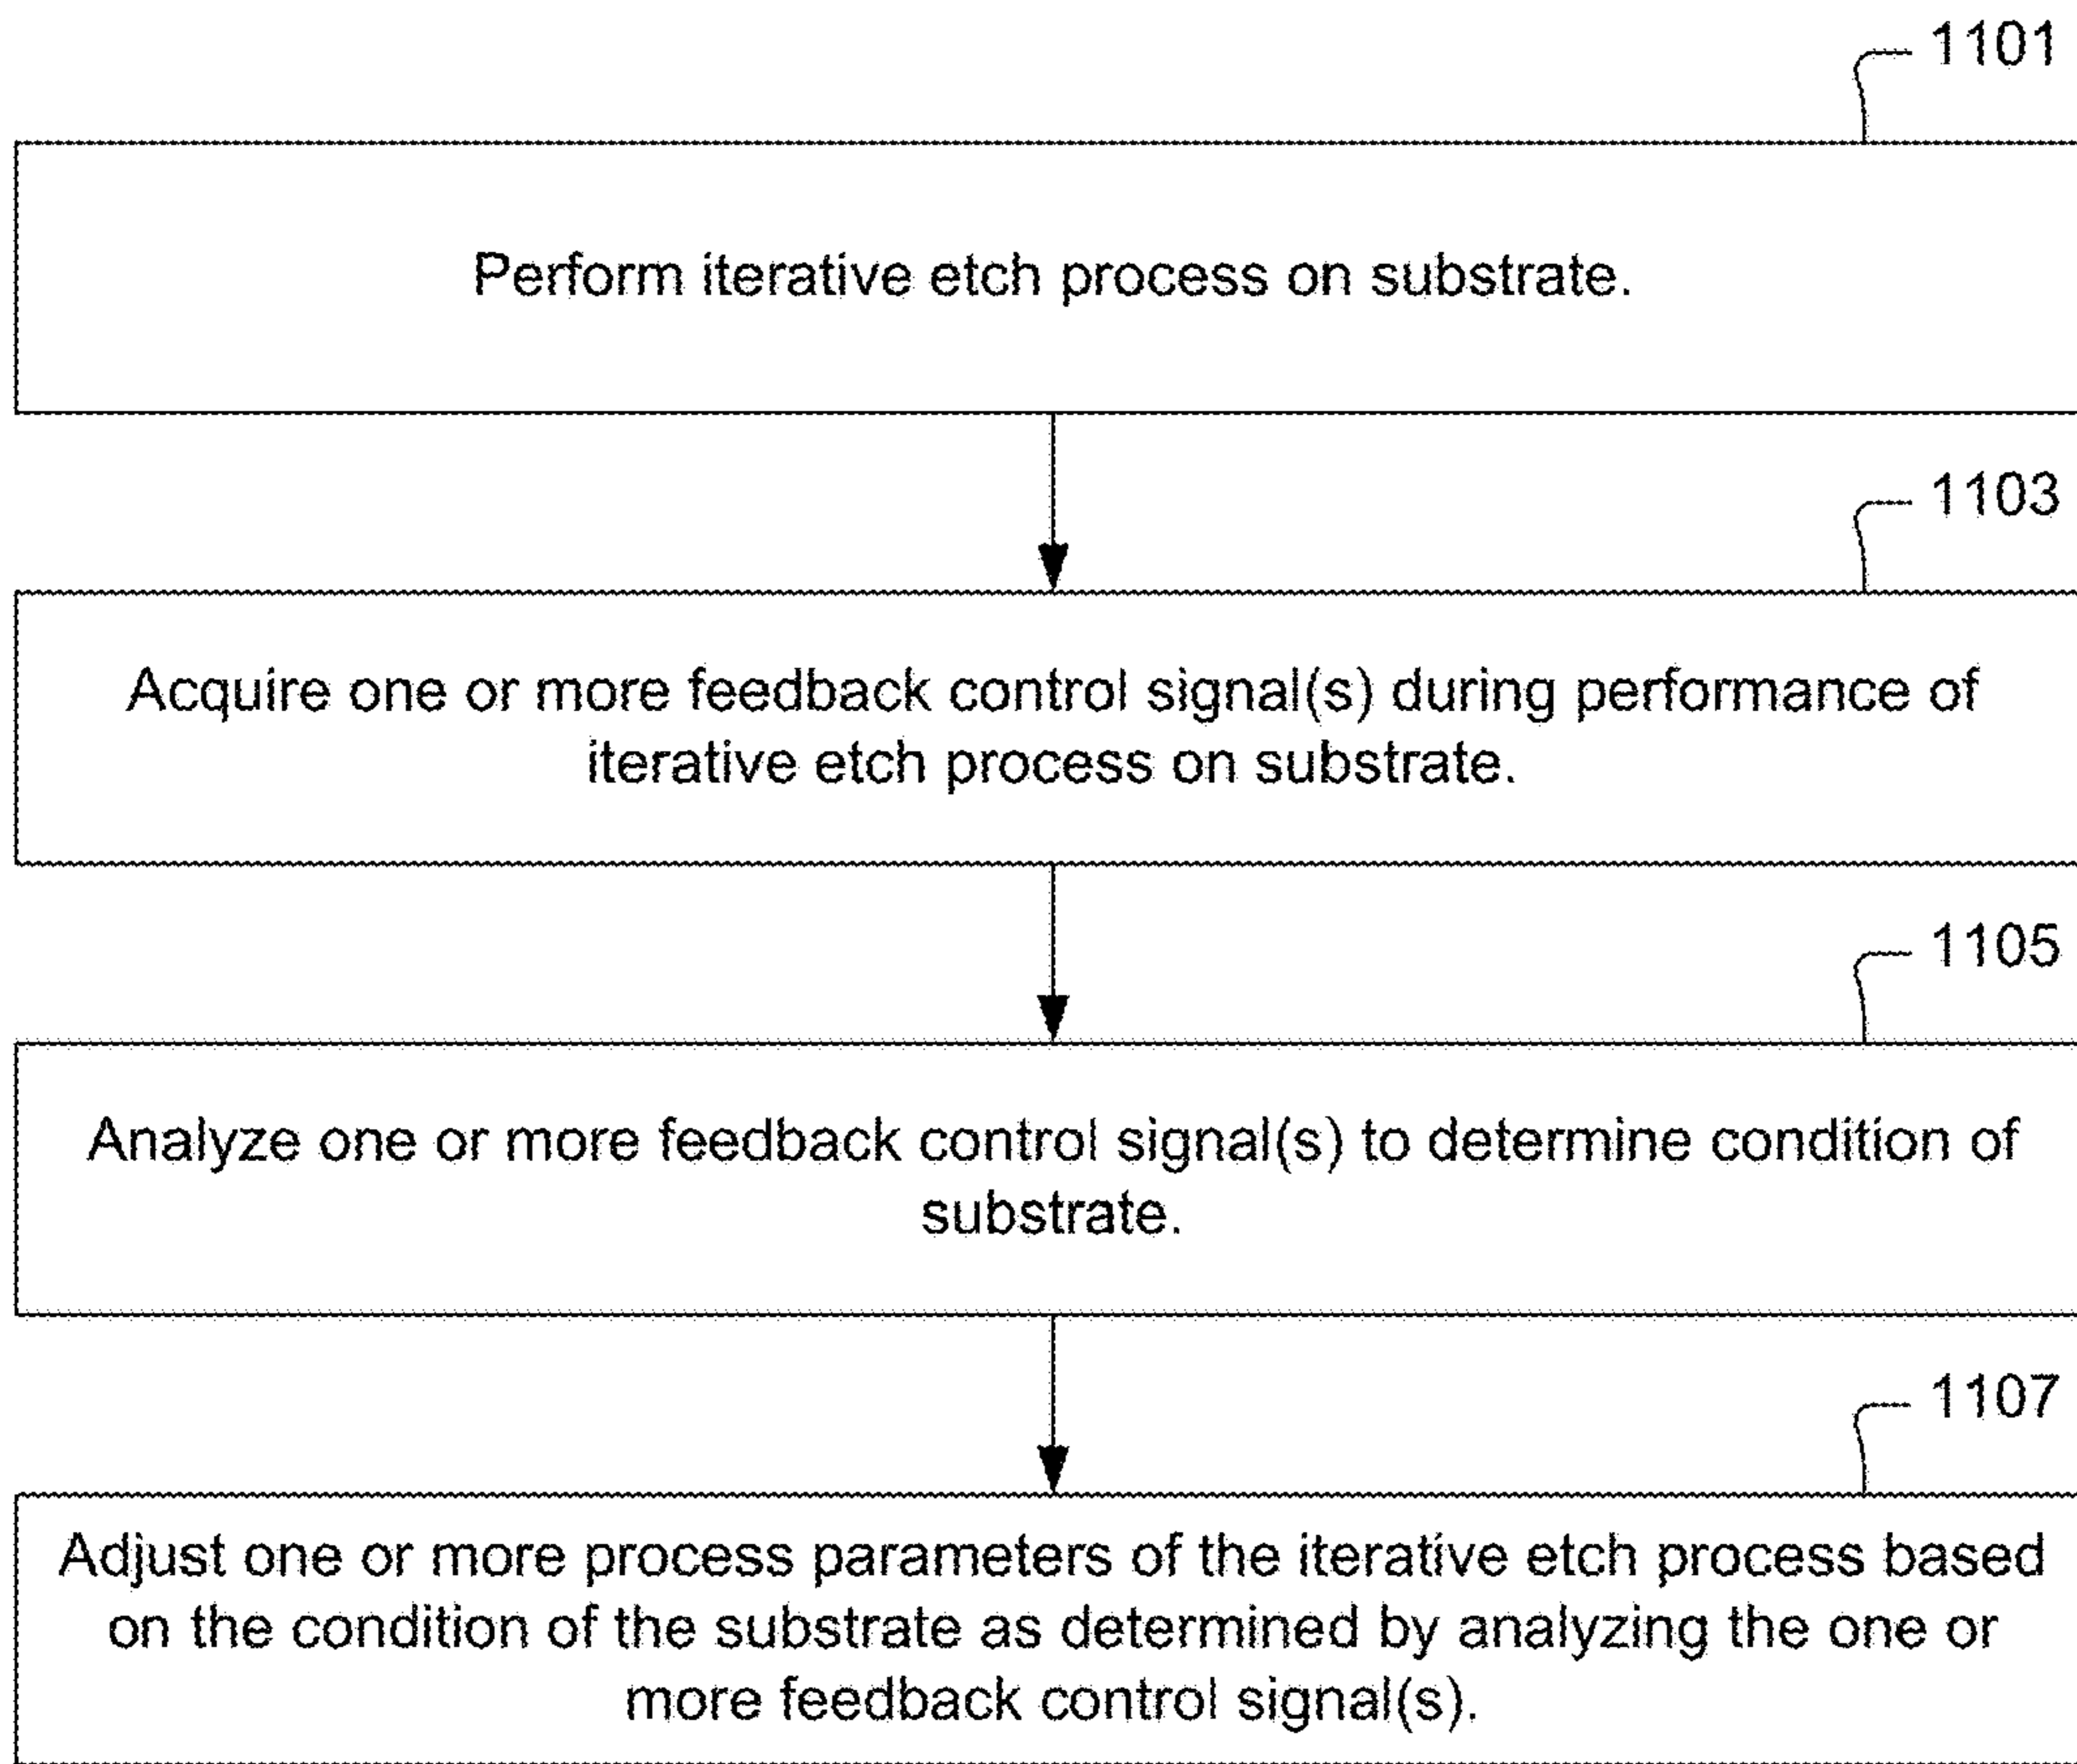 1101
Perform iterative etch process on substrate.
1103
Acquire one or more feedback control signal(s) during performance of
iterative etch process on substrate.
1105
Analyze one or more feedback control signal(s) to determine condition of
substrate.
1107
Adjust one or more process parameters of the iterative etch process based
on the condition of the substrate as determined by analyzing the one or
more feedback control signal(s).